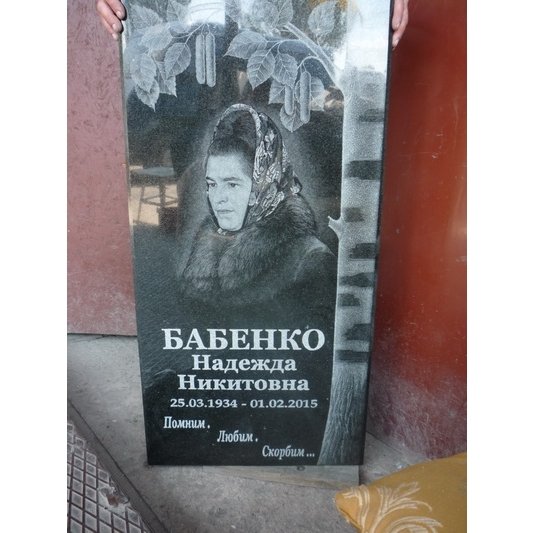 БАБЕНКО
Надежда
Никитовна
25.03.1934 - 01.02.2015
Помним.
Любим.
Скорбим...